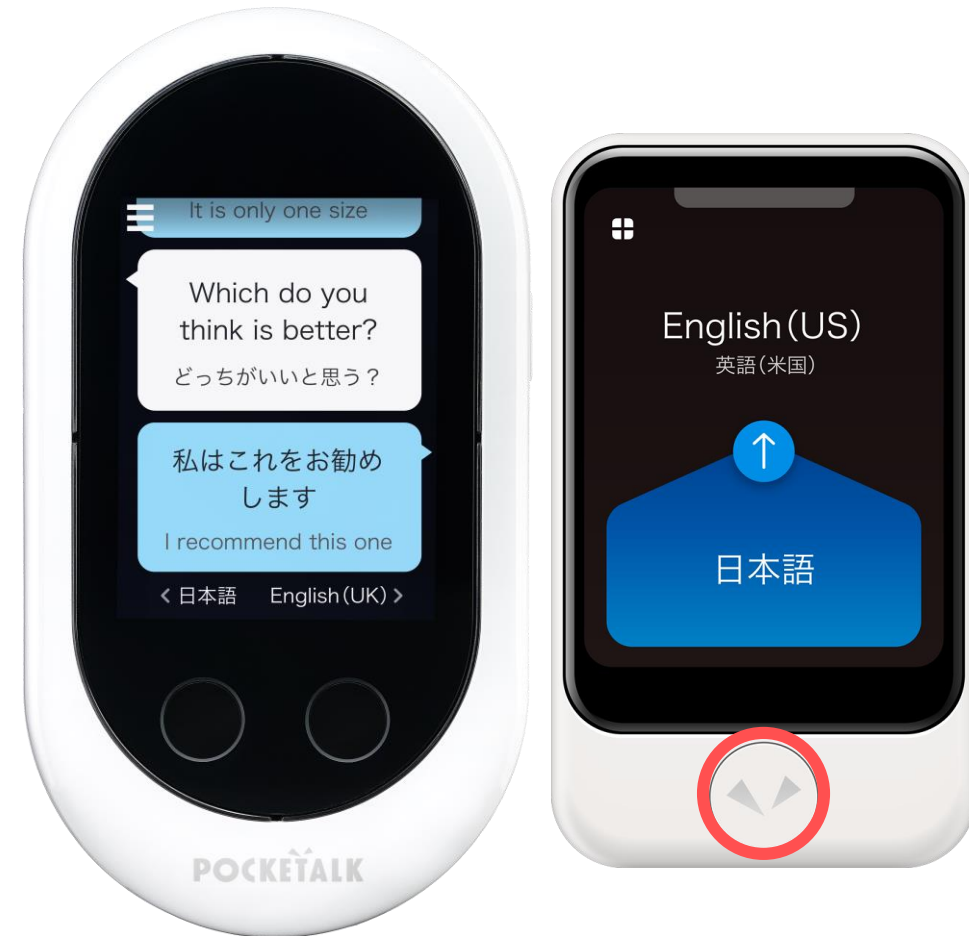 It is only one size
Which do you
think is better?
どっちがいいと思う？
私はこれをお勧め
します
I recommend this one
日本語
English(UK)
POCKETALK
English(US)
英語(米国)
日本語